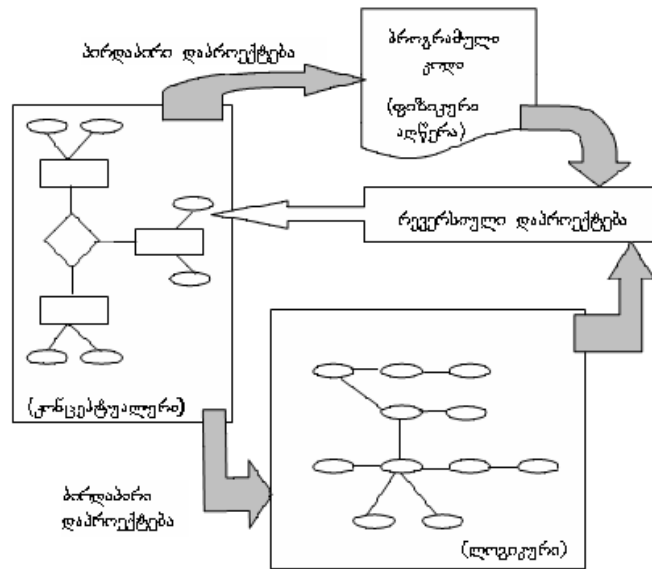 პირდაპირი დაპროექტება
პროგრამული
კოდი
(ფიზიკური
აღწერა)
რევერსიული დაპროექტება
(კონცეპტუალური)
პირდაპირი
დაპროექტება
(ლოგიკური)